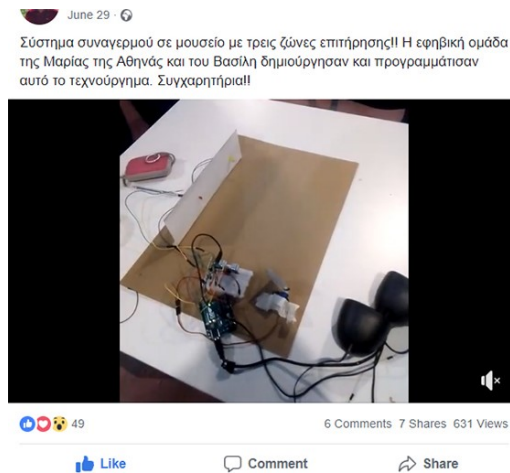 June 29 ·
Σύστημα συναγερμού σε μουσείο με τρεις ζώνες επιτήρησης!! Η εφηβική ομάδα
της Μαρίας της Αθηνάς και του Βασίλη δημιούργησαν και προγραμμάτισαν
αυτό το τεχνούργημα. Συγχαρητήρια!!
49 6 Comments 7 Shares 631 Views
Like Comment Share